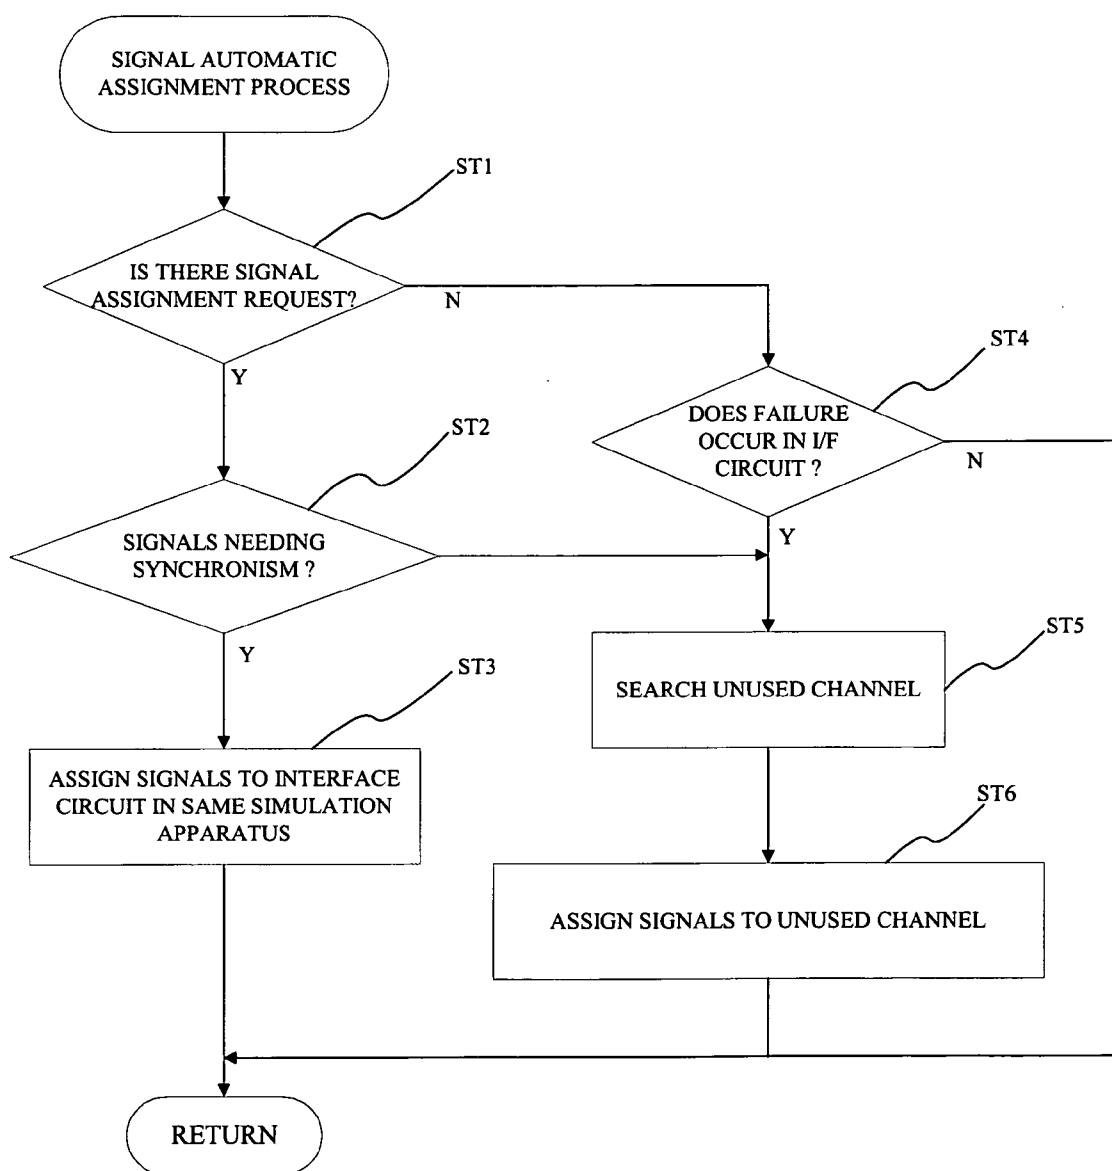 SIGNAL AUTOMATIC
ASSIGNMENT PROCESS
ST1
IS THERE SIGNAL
ASSIGNMENT REQUEST?
N
Y
ST4
DOES FAILURE
OCCUR IN I/F
CIRCUIT ?
N
Y
ST2
SIGNALS NEEDING
SYNCHRONISM ?
Y
ST3
ASSIGN SIGNALS TO INTERFACE
CIRCUIT IN SAME SIMULATION
APPARATUS
ST5
SEARCH UNUSED CHANNEL
ST6
ASSIGN SIGNALS TO UNUSED CHANNEL
RETURN